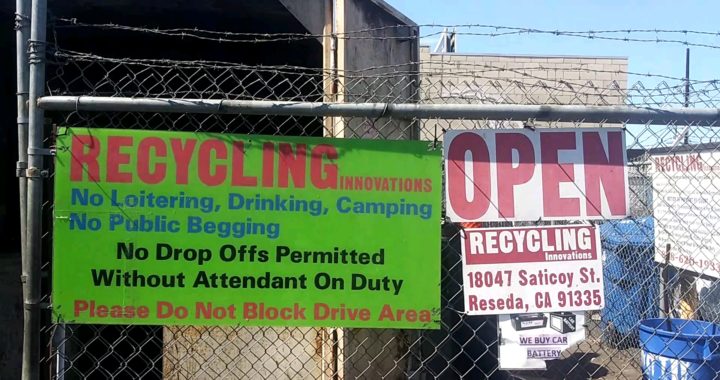 RECYCLING INNOVATIONS
No Loitering, Drinking, Camping
No Public Begging
No Drop Offs Permitted
Without Attendant On Duty
Please Do Not Block Drive Area
OPEN
RECYCLING
Innovations
18047 Saticoy St.
Reseda, CA 91335
WE BUY CAR
BATTERY
RECYCLING